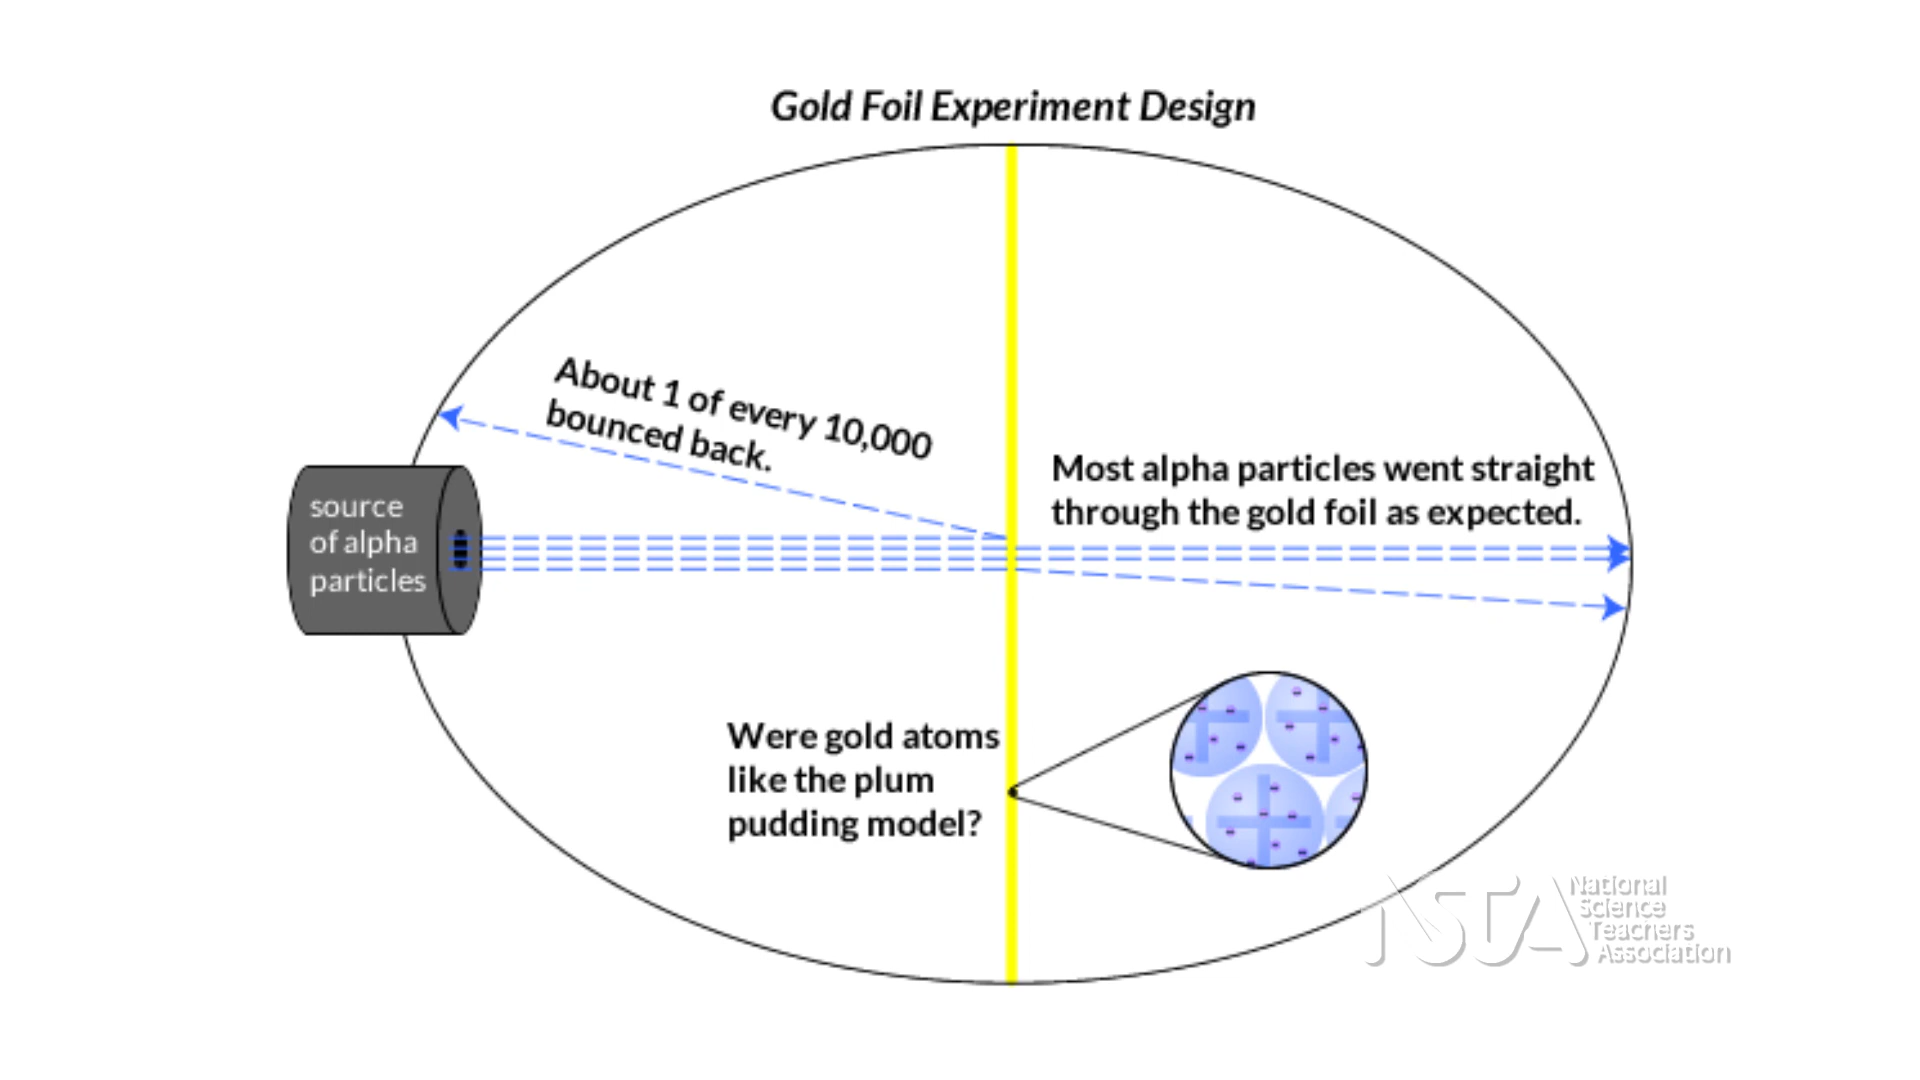 Gold Foil Experiment Design
About 1 of every 10,000
bounced back.
Most alpha particles went straight
through the gold foil as expected.
source
of alpha
particles
Were gold atoms
like the plum
pudding model?
NSTA
National
Science
Teachers
Association